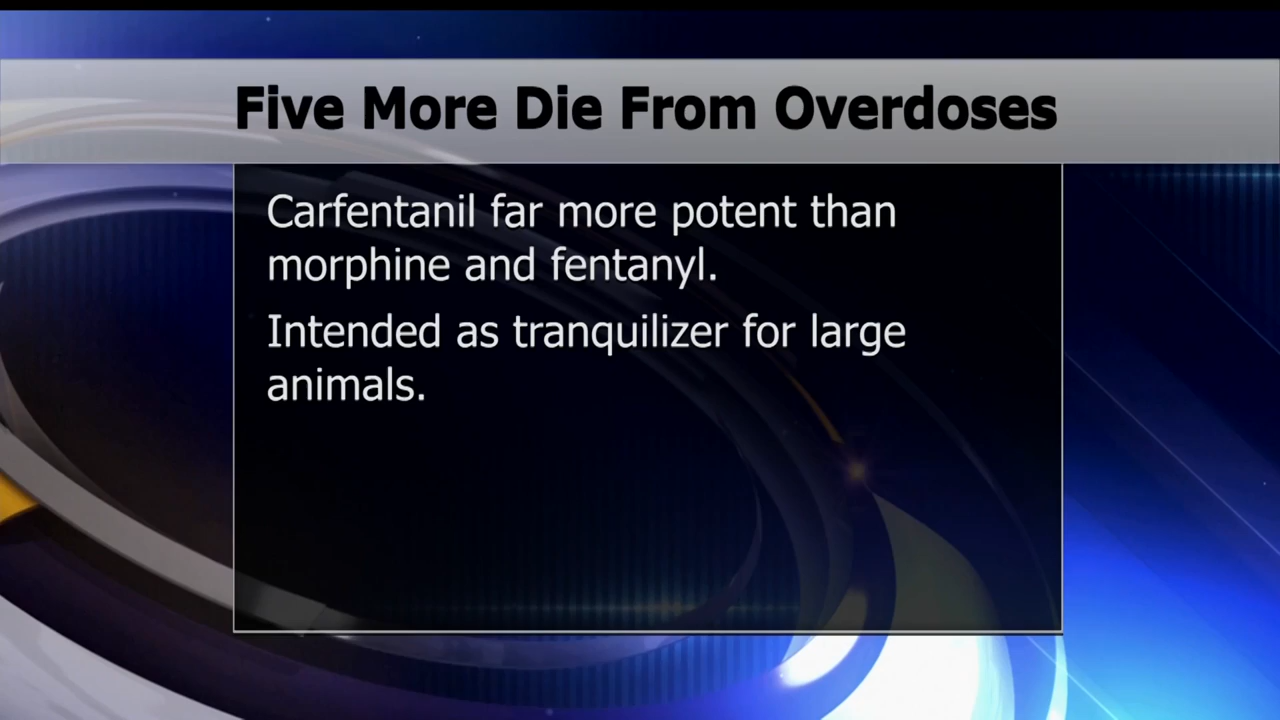 Five More Die From Overdoses
Carfentanil far more potent than
morphine and fentanyl.
Intended as tranquilizer for large
animals.